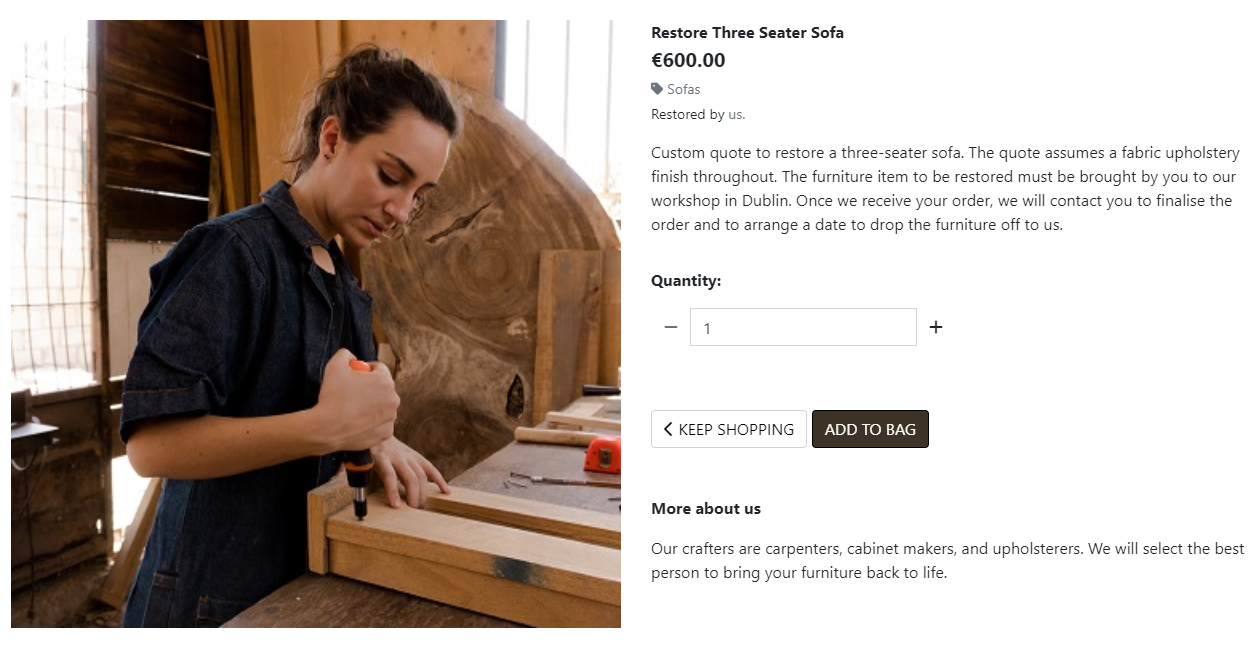 Restore Three Seater Sofa
€600.00
Sofas
Restored by us.
Custom quote to restore a three-seater sofa. The quote assumes a fabric upholstery
finish throughout. The furniture item to be restored must be brought by you to our
workshop in Dublin. Once we receive your order, we will contact you to finalise the
order and to arrange a date to drop the furniture off to us.
Quantity:
− 1 +
KEEP SHOPPING ADD TO BAG
More about us
Our crafters are carpenters, cabinet makers, and upholsterers. We will select the best
person to bring your furniture back to life.